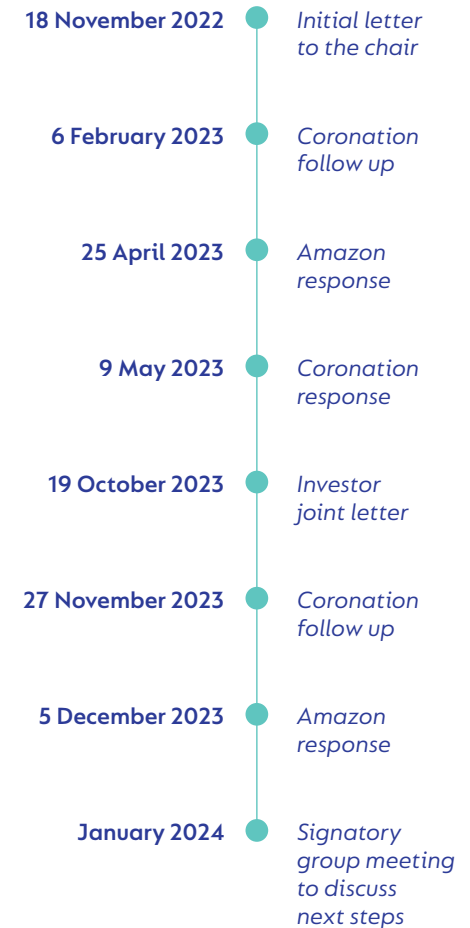 18 November 2022
Initial letter
to the chair
6 February 2023
Coronation
follow up
25 April 2023
Amazon
response
9 May 2023
Coronation
response
19 October 2023
Investor
joint letter
27 November 2023
Coronation
follow up
5 December 2023
Amazon
response
January 2024
Signatory
group meeting
to discuss
next steps